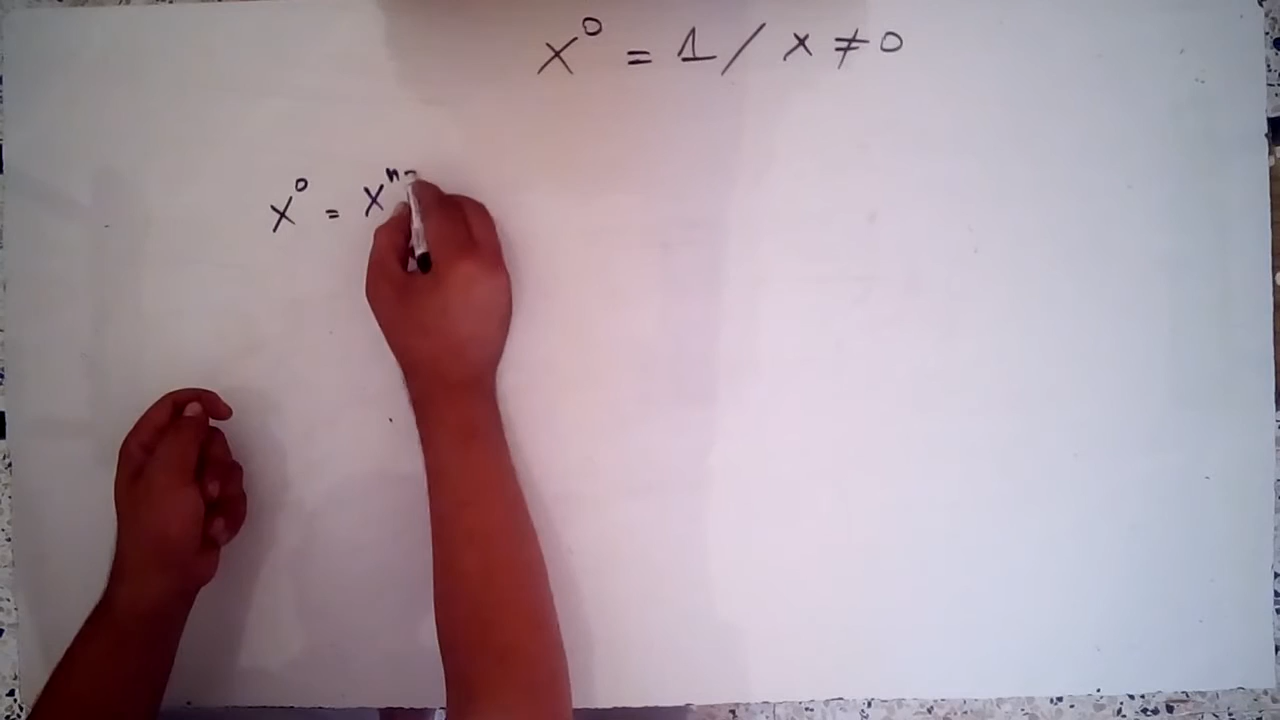 x⁰ = 1 / x ≠ 0
x⁰ = xⁿ⁻